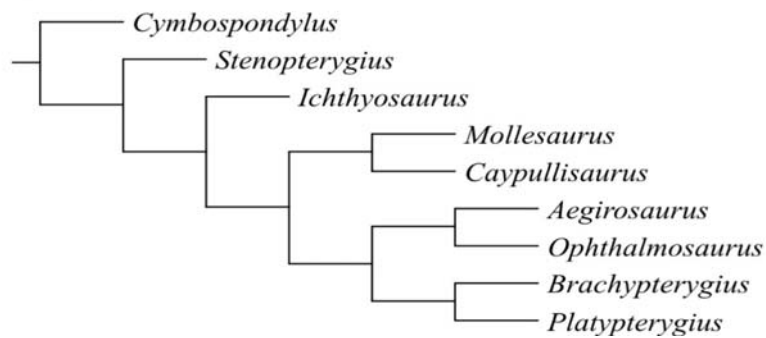 Cymbospondylus
Stenopterygius
Ichthyosaurus
Mollesaurus
Caypullisaurus
Aegirosaurus
Ophthalmosaurus
Brachypterygius
Platypterygius